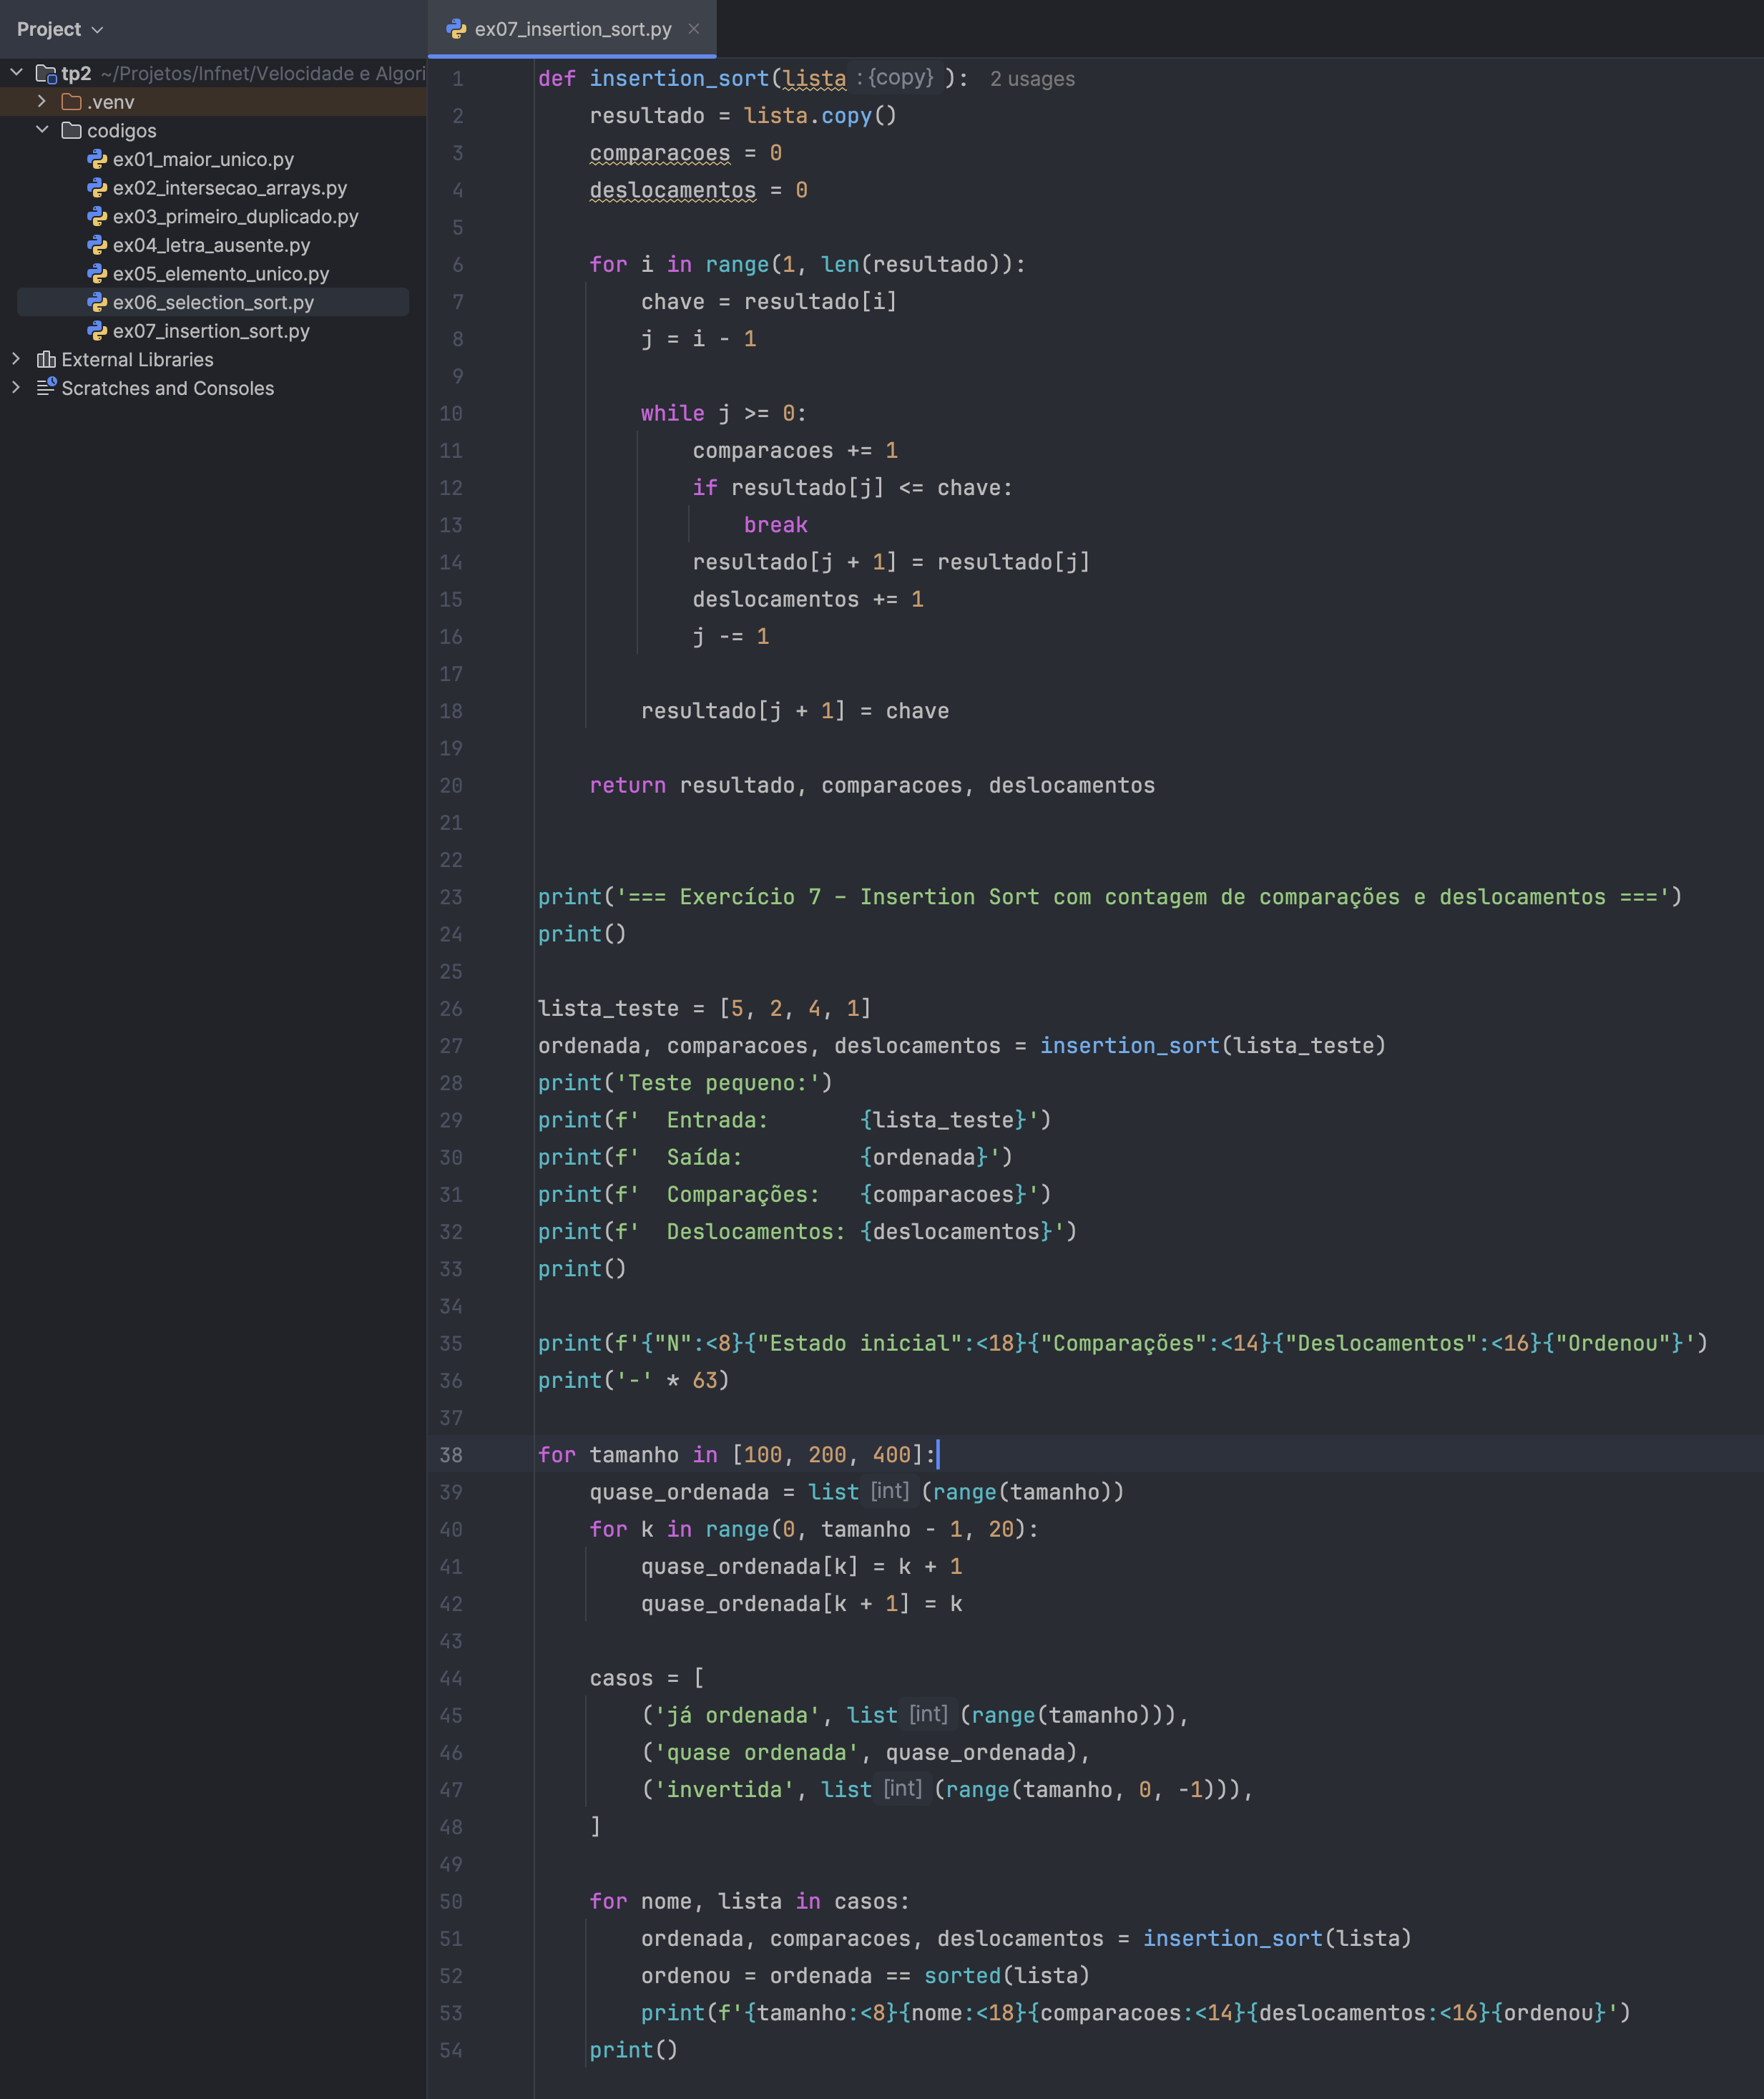 Project
tp2 ~/Projetos/Infnet/Velocidade e Algori
.venv
codigos
ex01_maior_unico.py
ex02_intersecao_arrays.py
ex03_primeiro_duplicado.py
ex04_letra_ausente.py
ex05_elemento_unico.py
ex06_selection_sort.py
ex07_insertion_sort.py
External Libraries
Scratches and Consoles
ex07_insertion_sort.py
1 def insertion_sort(lista : {copy} ): 2 usages
2     resultado = lista.copy()
3     comparacoes = 0
4     deslocamentos = 0
5
6     for i in range(1, len(resultado)):
7         chave = resultado[i]
8         j = i - 1
9
10         while j >= 0:
11             comparacoes += 1
12             if resultado[j] <= chave:
13                 break
14             resultado[j + 1] = resultado[j]
15             deslocamentos += 1
16             j -= 1
17
18         resultado[j + 1] = chave
19
20     return resultado, comparacoes, deslocamentos
21
22
23 print('=== Exercício 7 - Insertion Sort com contagem de comparações e deslocamentos ===')
24 print()
25
26 lista_teste = [5, 2, 4, 1]
27 ordenada, comparacoes, deslocamentos = insertion_sort(lista_teste)
28 print('Teste pequeno:')
29 print(f'  Entrada:       {lista_teste}')
30 print(f'  Saída:         {ordenada}')
31 print(f'  Comparações:   {comparacoes}')
32 print(f'  Deslocamentos: {deslocamentos}')
33 print()
34
35 print(f'{"N":<8}{"Estado inicial":<18}{"Comparações":<14}{"Deslocamentos":<16}{"Ordenou"}')
36 print('-' * 63)
37
38 for tamanho in [100, 200, 400]:
39     quase_ordenada = list [int] (range(tamanho))
40     for k in range(0, tamanho - 1, 20):
41         quase_ordenada[k] = k + 1
42         quase_ordenada[k + 1] = k
43
44     casos = [
45         ('já ordenada', list [int] (range(tamanho))),
46         ('quase ordenada', quase_ordenada),
47         ('invertida', list [int] (range(tamanho, 0, -1))),
48     ]
49
50     for nome, lista in casos:
51         ordenada, comparacoes, deslocamentos = insertion_sort(lista)
52         ordenou = ordenada == sorted(lista)
53         print(f'{tamanho:<8}{nome:<18}{comparacoes:<14}{deslocamentos:<16}{ordenou}')
54     print()